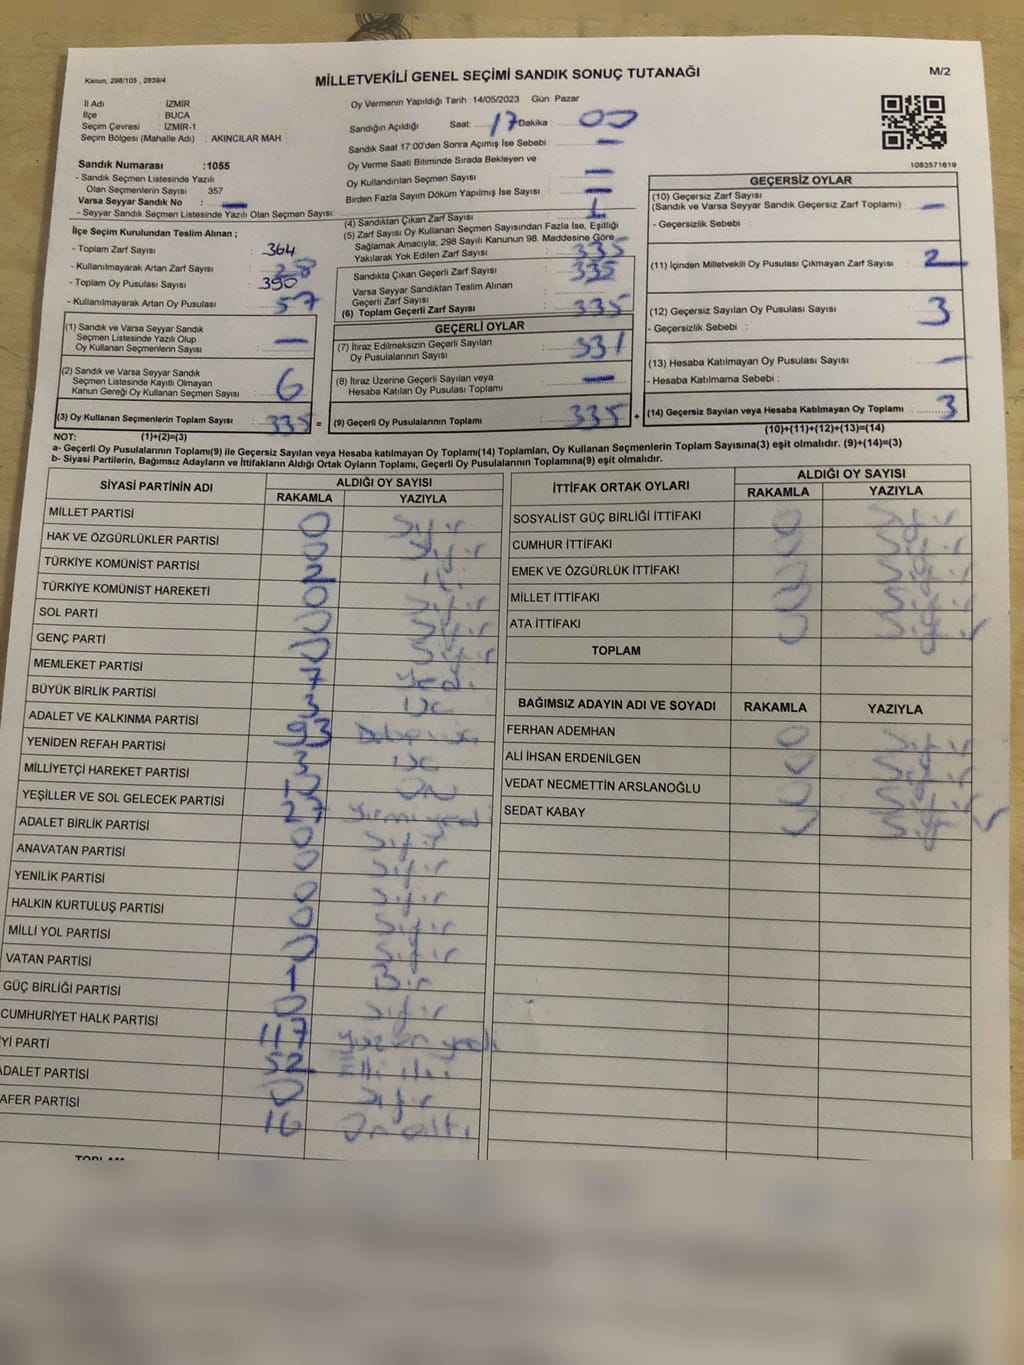 Kanun, 298/105 , 2839/4
MİLLETVEKİLİ GENEL SEÇİMİ SANDIK SONUÇ TUTANAĞI
M/2
İl Adı : İZMİR
İlçe : BUCA
Seçim Çevresi : İZMİR-1
Seçim Bölgesi (Mahalle Adı) : AKINCILAR MAH.
Sandık Numarası :1055
- Sandık Seçmen Listesinde Yazılı
Olan Seçmenlerin Sayısı : 357
Varsa Seyyar Sandık No : —
- Seyyar Sandık Seçmen Listesinde Yazılı Olan Seçmen Sayısı:
Oy Vermenin Yapıldığı Tarih :14/05/2023 Gün: Pazar
Sandığın Açıldığı Saat: 17 Dakika : 00
Sandık Saat 17:00'den Sonra Açılmış İse Sebebi : —
Oy Verme Saati Bitiminde Sırada Bekleyen ve
Oy Kullandırılan Seçmen Sayısı : —
Birden Fazla Sayım Döküm Yapılmış İse Sayısı : —
1083571619
İlçe Seçim Kurulundan Teslim Alınan ;
- Toplam Zarf Sayısı : 364
- Kullanılmayarak Artan Zarf Sayısı : 28
- Toplam Oy Pusulası Sayısı : 390
- Kullanılmayarak Artan Oy Pusulası : 57
(1) Sandık ve Varsa Seyyar Sandık
Seçmen Listesinde Yazılı Olup
Oy Kullanan Seçmenlerin Sayısı : —
(2) Sandık ve Varsa Seyyar Sandık
Seçmen Listesinde Kayıtlı Olmayan
Kanun Gereği Oy Kullanan Seçmen Sayısı : 6
(3) Oy Kullanan Seçmenlerin Toplam Sayısı : 335 =
(4) Sandıktan Çıkan Zarf Sayısı : 1
(5) Zarf Sayısı Oy Kullanan Seçmen Sayısından Fazla İse, Eşitliği
Sağlamak Amacıyla; 298 Sayılı Kanunun 98. Maddesine Göre
Yakılarak Yok Edilen Zarf Sayısı : 335
Sandıkta Çıkan Geçerli Zarf Sayısı : 335
Varsa Seyyar Sandıktan Teslim Alınan
Geçerli Zarf Sayısı :
(6) Toplam Geçerli Zarf Sayısı : 335
GEÇERLİ OYLAR
(7) İtiraz Edilmeksizin Geçerli Sayılan
Oy Pusulalarının Sayısı : 331
(8) İtiraz Üzerine Geçerli Sayılan veya
Hesaba Katılan Oy Pusulası Toplamı : —
(9) Geçerli Oy Pusulalarının Toplamı : 335 +
GEÇERSİZ OYLAR
(10) Geçersiz Zarf Sayısı
(Sandık ve Varsa Seyyar Sandık Geçersiz Zarf Toplamı) : —
- Geçersizlik Sebebi :
(11) İçinden Milletvekili Oy Pusulası Çıkmayan Zarf Sayısı : 2
(12) Geçersiz Sayılan Oy Pusulası Sayısı : 3
- Geçersizlik Sebebi :
(13) Hesaba Katılmayan Oy Pusulası Sayısı : —
- Hesaba Katılmama Sebebi :
(14) Geçersiz Sayılan veya Hesaba Katılmayan Oy Toplamı : 3
(10)+(11)+(12)+(13)=(14)
NOT: (1)+(2)=(3)
a- Geçerli Oy Pusulalarının Toplamı(9) ile Geçersiz Sayılan veya Hesaba katılmayan Oy Toplamı(14) Toplamları, Oy Kullanan Seçmenlerin Toplam Sayısına(3) eşit olmalıdır. (9)+(14)=(3)
b- Siyasi Partilerin, Bağımsız Adayların ve İttifakların Aldığı Ortak Oyların Toplamı, Geçerli Oy Pusulalarının Toplamına(9) eşit olmalıdır.
SİYASİ PARTİNİN ADI ALDIĞI OY SAYISI
RAKAMLA YAZIYLA
MİLLET PARTİSİ 0 Sıfır
HAK VE ÖZGÜRLÜKLER PARTİSİ 0 Sıfır
TÜRKİYE KOMÜNİST PARTİSİ 2 İki
TÜRKİYE KOMÜNİST HAREKETİ 0 Sıfır
SOL PARTİ 0 Sıfır
GENÇ PARTİ 0 Sıfır
MEMLEKET PARTİSİ 7 Yedi
BÜYÜK BİRLİK PARTİSİ 3 Üç
ADALET VE KALKINMA PARTİSİ 93
YENİDEN REFAH PARTİSİ 3 Üç
MİLLİYETÇİ HAREKET PARTİSİ 10 On
YEŞİLLER VE SOL GELECEK PARTİSİ 27 Yirmi yedi
ADALET BİRLİK PARTİSİ 0 Sıfır
ANAVATAN PARTİSİ 0 Sıfır
YENİLİK PARTİSİ 0 Sıfır
HALKIN KURTULUŞ PARTİSİ 0 Sıfır
MİLLİ YOL PARTİSİ 0 Sıfır
VATAN PARTİSİ 1 Bir
GÜÇ BİRLİĞİ PARTİSİ 0 Sıfır
CUMHURİYET HALK PARTİSİ 117 Yüz on yedi
Yİ PARTİ 52 Elli iki
ADALET PARTİSİ 0 Sıfır
AFER PARTİSİ 16 On altı
İTTİFAK ORTAK OYLARI ALDIĞI OY SAYISI
RAKAMLA YAZIYLA
SOSYALİST GÜÇ BİRLİĞİ İTTİFAKI 0 Sıfır
CUMHUR İTTİFAKI 0 Sıfır
EMEK VE ÖZGÜRLÜK İTTİFAKI 0 Sıfır
MİLLET İTTİFAKI 0 Sıfır
ATA İTTİFAKI 0 Sıfır
TOPLAM
BAĞIMSIZ ADAYIN ADI VE SOYADI RAKAMLA YAZIYLA
FERHAN ADEMHAN 0 Sıfır
ALİ İHSAN ERDENİLGEN 0 Sıfır
VEDAT NECMETTİN ARSLANOĞLU 0 Sıfır
SEDAT KABAY 0 Sıfır